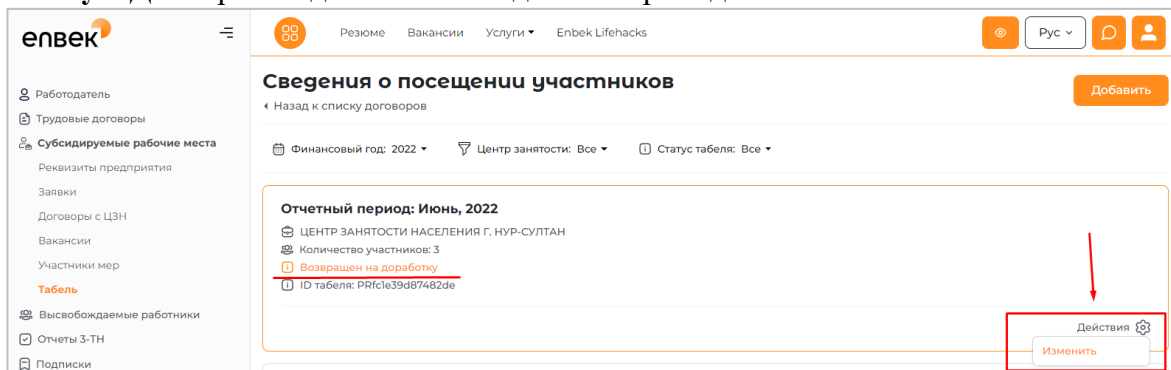 enbek
Резюме Вакансии Услуги Enbek Lifehacks
Рус
Работодатель
Трудовые договоры
Субсидируемые рабочие места
Реквизиты предприятия
Заявки
Договоры с ЦЗН
Вакансии
Участники мер
Табель
Высвобождаемые работники
Отчеты 3-ТН
Подписки
Сведения о посещении участников
Добавить
Назад к списку договоров
Финансовый год: 2022 Центр занятости: Все Статус табеля: Все
Отчетный период: Июнь, 2022
ЦЕНТР ЗАНЯТОСТИ НАСЕЛЕНИЯ Г. НУР-СУЛТАН
Количество участников: 3
Возвращен на доработку
ID табеля: PRfc1e39d87482de
Действия
Изменить